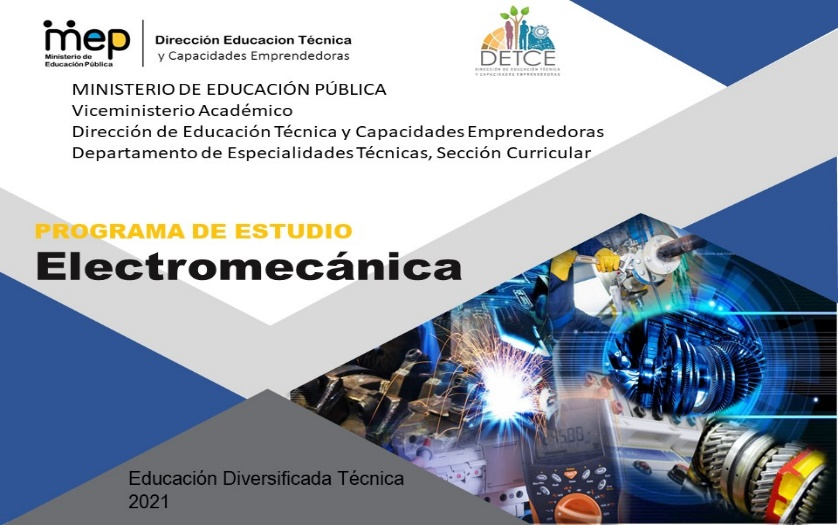 mep
Ministerio de
Educación Pública
Dirección Educacion Técnica
y Capacidades Emprendedoras
DETCE
DIRECCIÓN DE EDUCACIÓN TÉCNICA
Y CAPACIDADES EMPRENDEDORAS
MINISTERIO DE EDUCACIÓN PÚBLICA
Viceministerio Académico
Dirección de Educación Técnica y Capacidades Emprendedoras
Departamento de Especialidades Técnicas, Sección Curricular
PROGRAMA DE ESTUDIO
Electromecánica
Educación Diversificada Técnica
2021